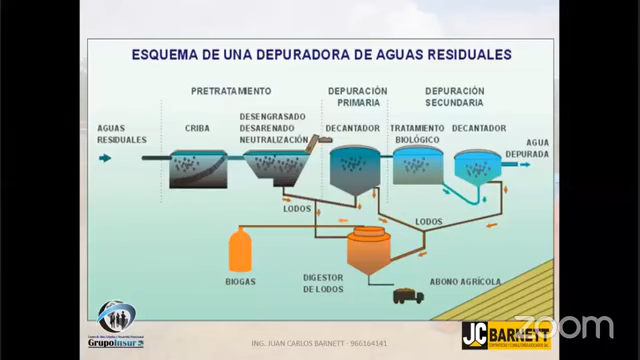 ESQUEMA DE UNA DEPURADORA DE AGUAS RESIDUALES
PRETRATAMIENTO
DEPURACIÓN
PRIMARIA
DEPURACIÓN
SECUNDARIA
AGUAS
RESIDUALES
CRIBA
DESENGRASADO
DESARENADO
NEUTRALIZACIÓN
DECANTADOR
TRATAMIENTO
BIOLÓGICO
DECANTADOR
AGUA
DEPURADA
LODOS
LODOS
BIOGAS
DIGESTOR
DE LODOS
ABONO AGRÍCOLA
GrupoInsur
ING. JUAN CARLOS BARNETT - 966164141
JC BARNETT
zoom